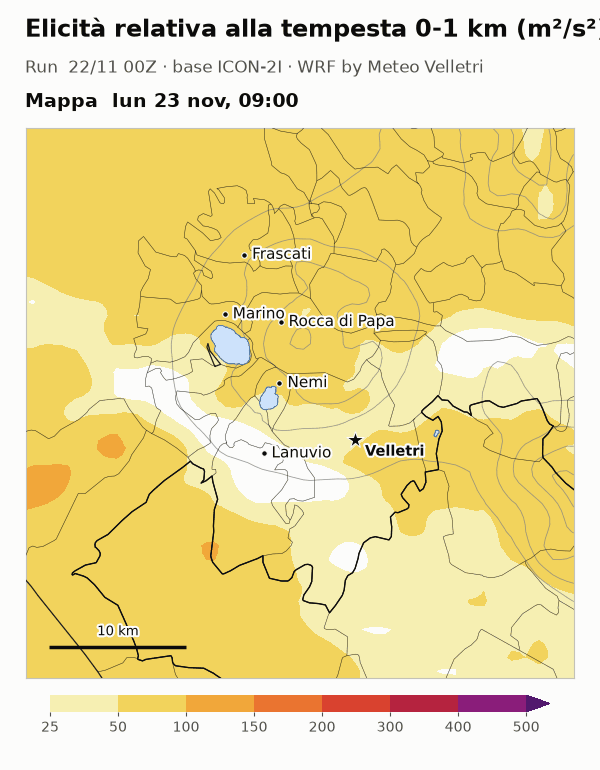 Elicità relativa alla tempesta 0-1 km (m²/s²)
Run 22/11 00Z · base ICON-2I · WRF by Meteo Velletri
Mappa lun 23 nov, 09:00
Frascati
Marino
Rocca di Papa
Nemi
Velletri
Lanuvio
10 km
25 50 100 150 200 300 400 500